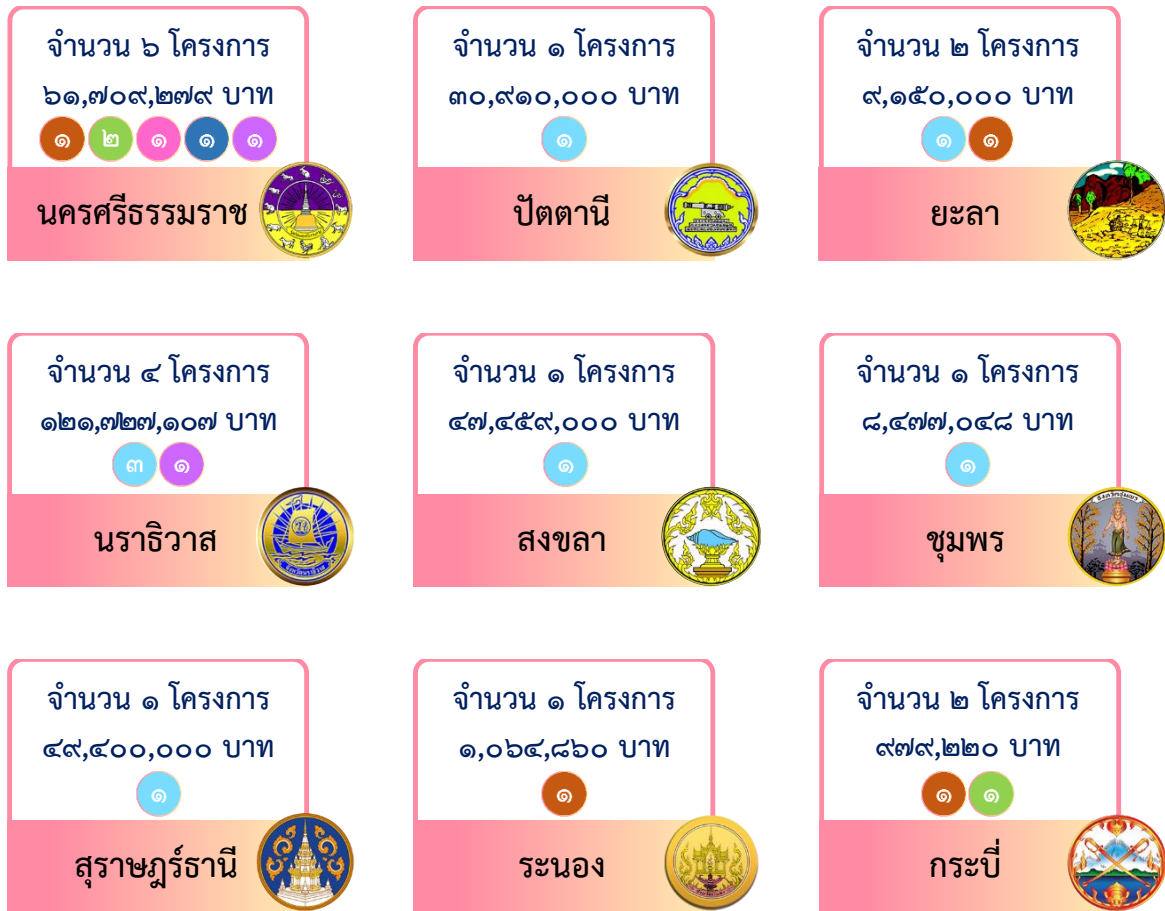 จำนวน ๖ โครงการ
๖๑,๗๐๙,๒๗๙ บาท
๑ ๒ ๑ ๑ ๑
นครศรีธรรมราช
จำนวน ๑ โครงการ
๓๐,๙๑๐,๐๐๐ บาท
๑
ปัตตานี
จำนวน ๒ โครงการ
๙,๑๕๐,๐๐๐ บาท
๑ ๑
ยะลา
จำนวน ๔ โครงการ
๑๒๑,๗๒๗,๑๐๗ บาท
๓ ๑
นราธิวาส
จำนวน ๑ โครงการ
๔๗,๔๕๙,๐๐๐ บาท
๑
สงขลา
จำนวน ๑ โครงการ
๘,๔๗๗,๐๔๘ บาท
๑
ชุมพร
จำนวน ๑ โครงการ
๔๙,๔๐๐,๐๐๐ บาท
๑
สุราษฎร์ธานี
จำนวน ๑ โครงการ
๑,๐๖๔,๘๖๐ บาท
๑
ระนอง
จำนวน ๒ โครงการ
๙๗๙,๒๒๐ บาท
๑ ๑
กระบี่